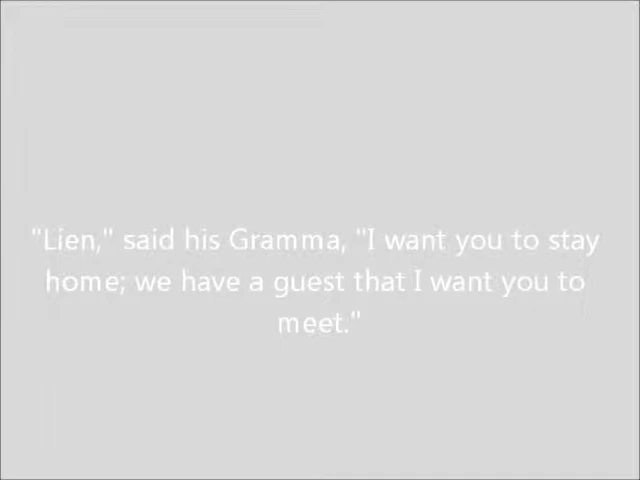 "Lien," said his Gramma, "I want you to stay
home; we have a guest that I want you to
meet."